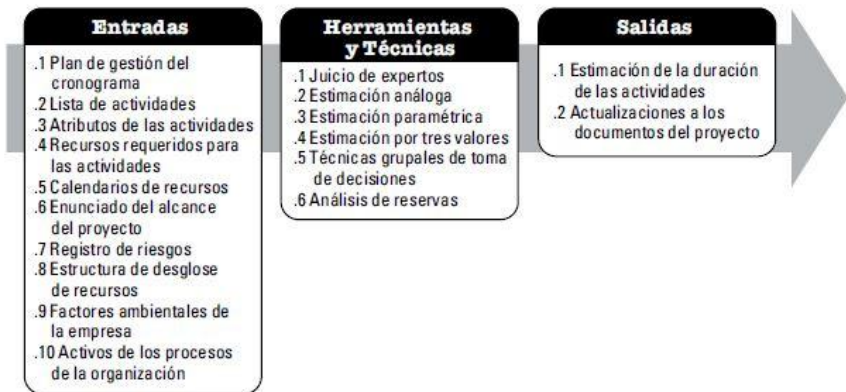 Entradas
.1 Plan de gestión del
cronograma
.2 Lista de actividades
.3 Atributos de las actividades
.4 Recursos requeridos para
las actividades
.5 Calendarios de recursos
.6 Enunciado del alcance
del proyecto
.7 Registro de riesgos
.8 Estructura de desglose
de recursos
.9 Factores ambientales de
la empresa
.10 Activos de los procesos
de la organización
Herramientas
y Técnicas
.1 Juicio de expertos
.2 Estimación análoga
.3 Estimación paramétrica
.4 Estimación por tres valores
.5 Técnicas grupales de toma
de decisiones
.6 Análisis de reservas
Salidas
.1 Estimación de la duración
de las actividades
.2 Actualizaciones a los
documentos del proyecto